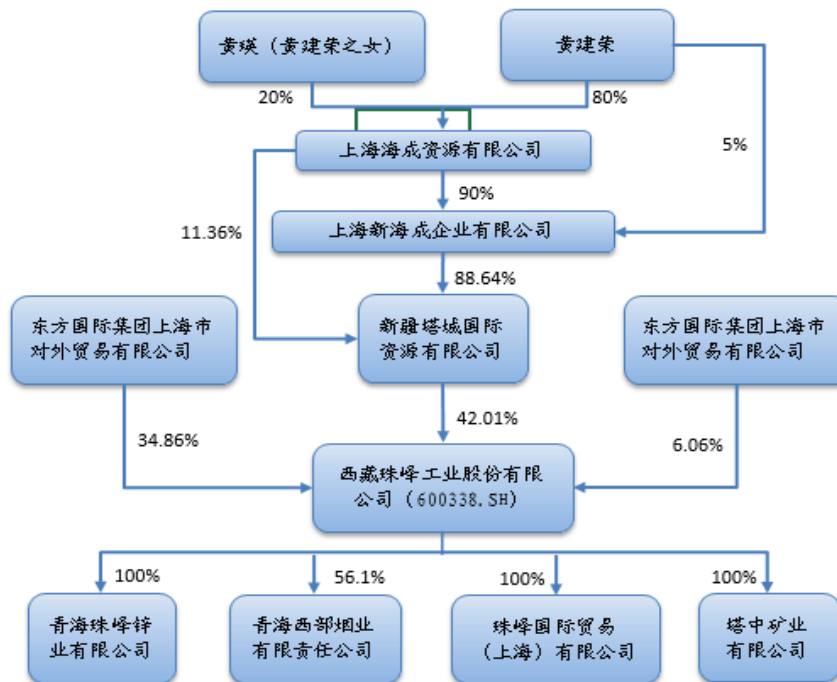 黄瑛（黄建荣之女）
黄建荣
20%
80%
上海海成资源有限公司
5%
90%
11.36%
上海新海成企业有限公司
88.64%
东方国际集团上海市
对外贸易有限公司
新疆塔城国际
资源有限公司
东方国际集团上海市
对外贸易有限公司
42.01%
34.86%
6.06%
西藏珠峰工业股份有限
公司（600338.SH）
100%
56.1%
100%
100%
青海珠峰锌
业有限公司
青海西部烟业
有限责任公司
珠峰国际贸易
（上海）有限公司
塔中矿业
有限公司